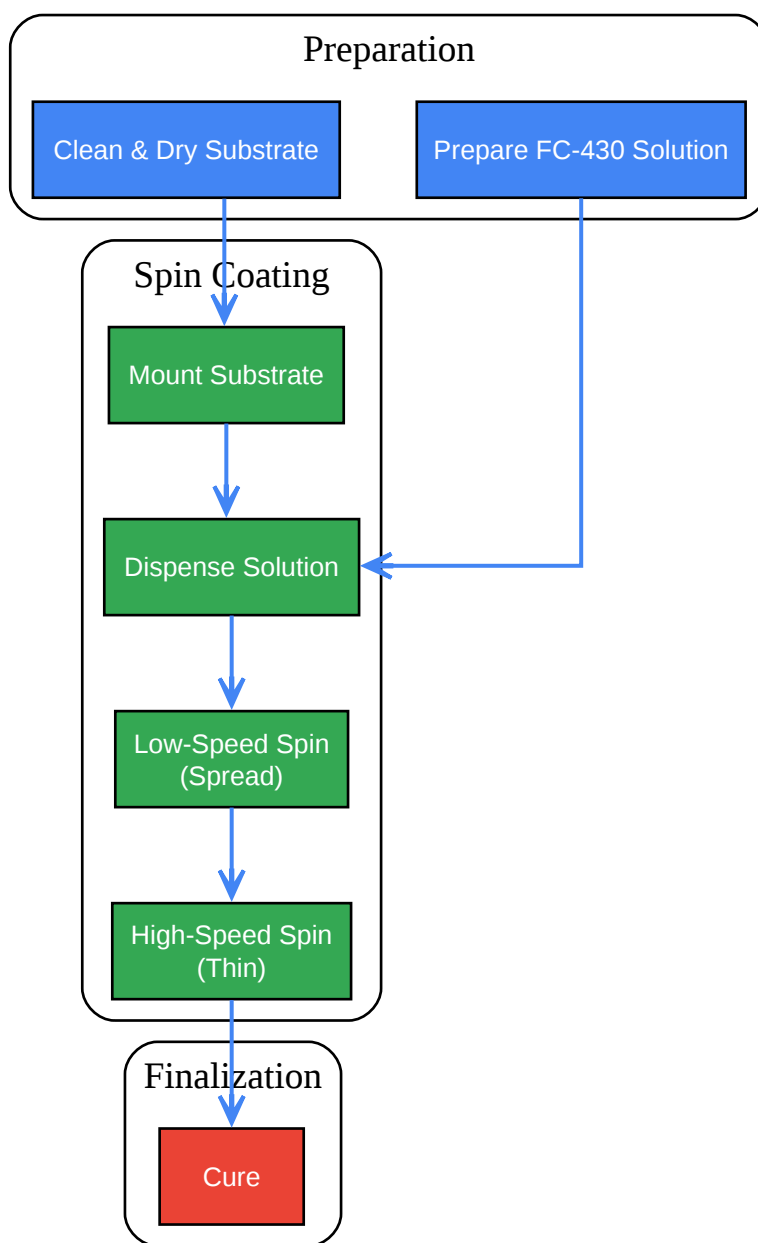 Preparation
Clean & Dry Substrate
Prepare FC-430 Solution
Spin Coating
Mount Substrate
Dispense Solution
Low-Speed Spin
(Spread)
High-Speed Spin
(Thin)
Finalization
Cure